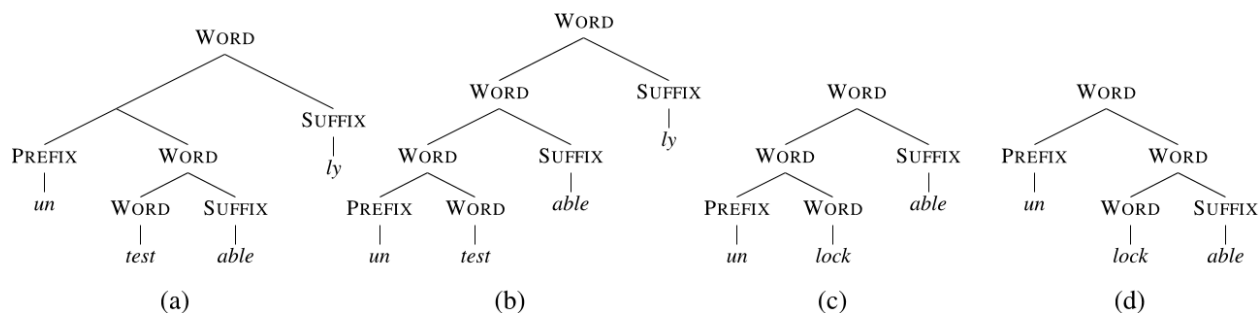 WORD
SUFFIX
ly
PREFIX
un
WORD
WORD
test
SUFFIX
able
(a)
WORD
WORD
SUFFIX
ly
WORD
SUFFIX
able
PREFIX
un
WORD
test
(b)
WORD
WORD
SUFFIX
able
PREFIX
un
WORD
lock
(c)
WORD
PREFIX
un
WORD
WORD
lock
SUFFIX
able
(d)